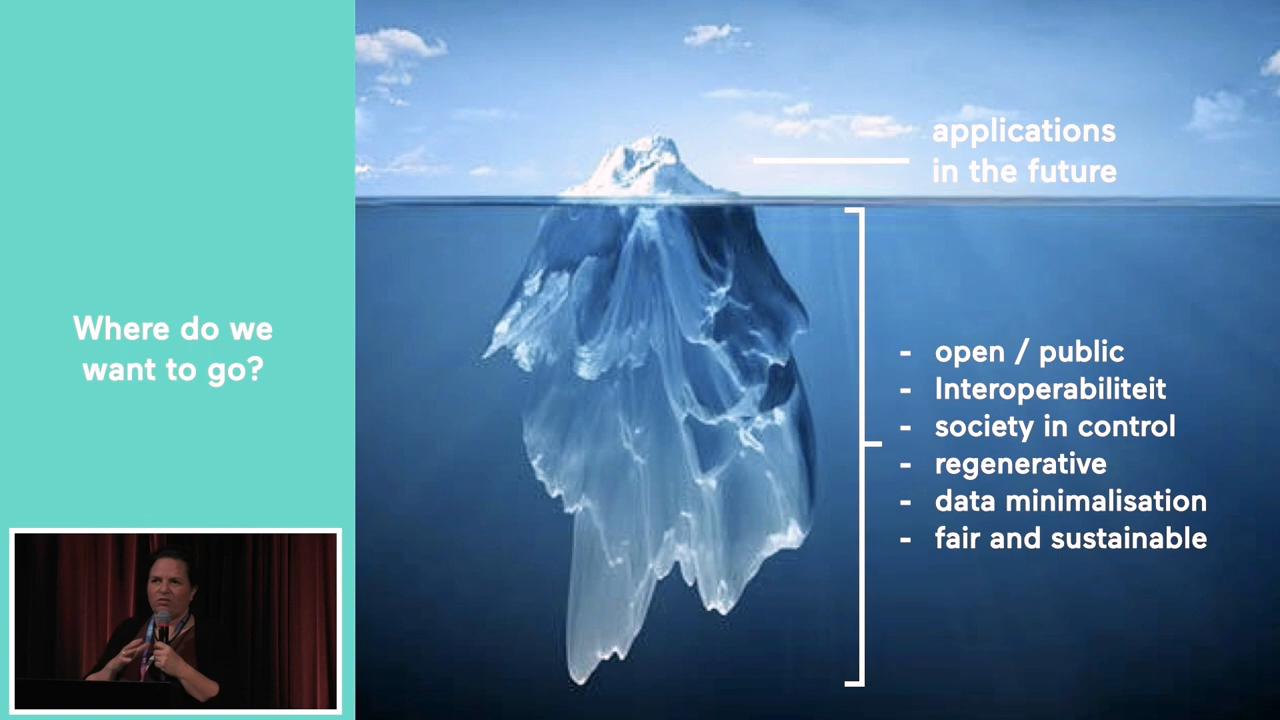 Where do we
want to go?
applications
in the future
- open / public
- Interoperabiliteit
- society in control
- regenerative
- data minimalisation
- fair and sustainable